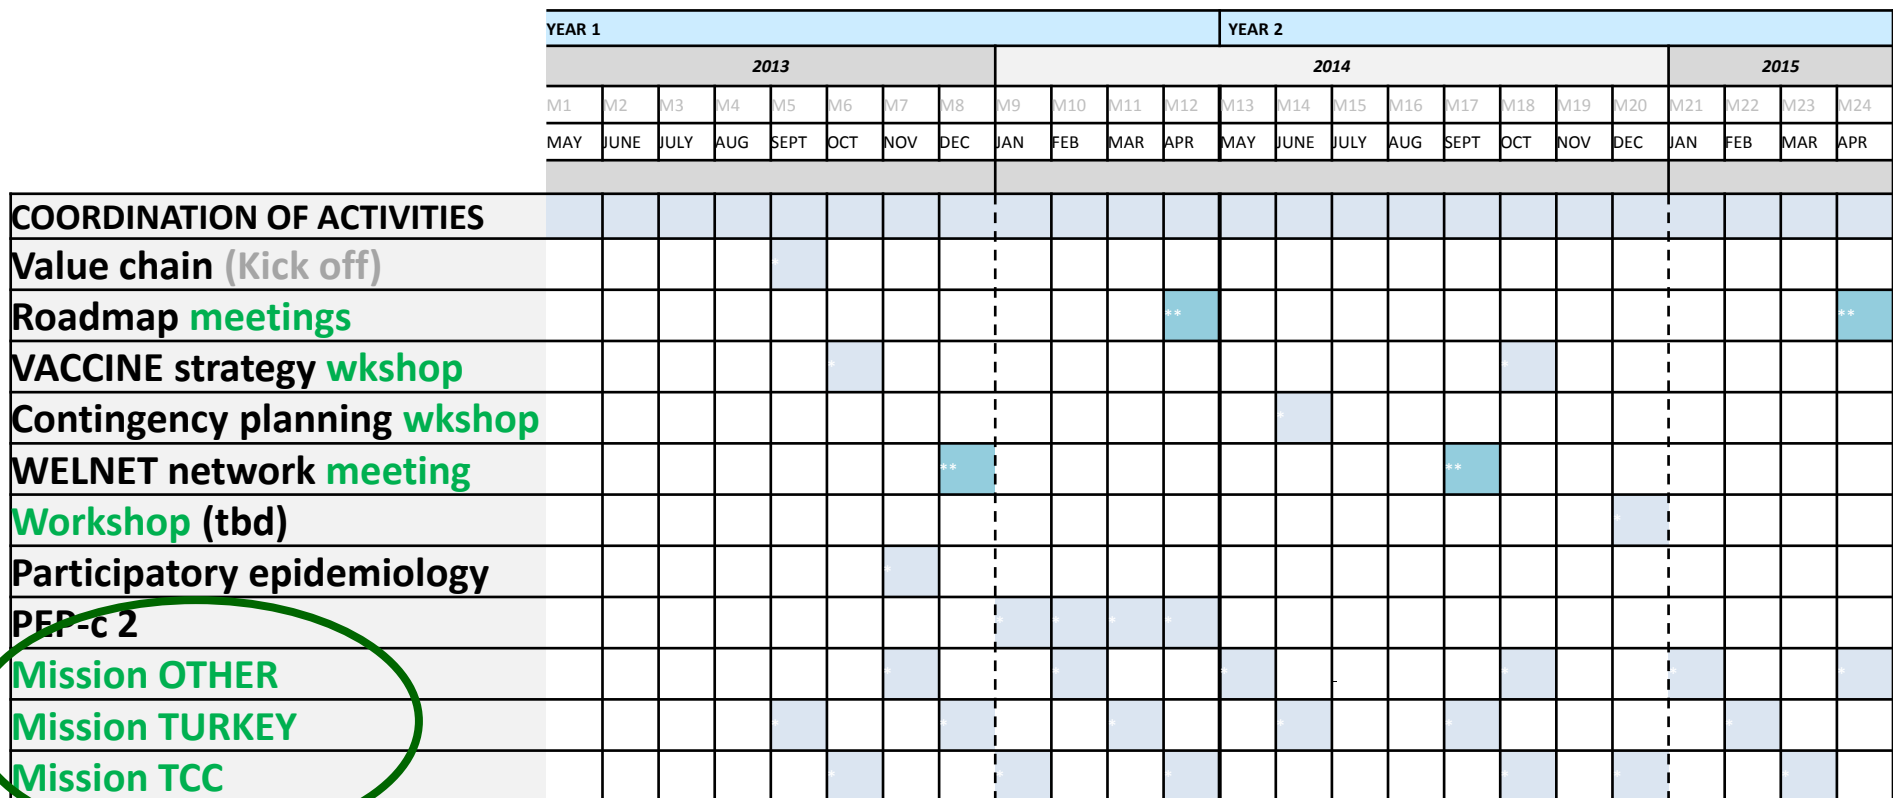 YEAR 1 YEAR 2
2013 2014 2015
M1 M2 M3 M4 M5 M6 M7 M8 M9 M10 M11 M12 M13 M14 M15 M16 M17 M18 M19 M20 M21 M22 M23 M24
MAY JUNE JULY AUG SEPT OCT NOV DEC JAN FEB MAR APR MAY JUNE JULY AUG SEPT OCT NOV DEC JAN FEB MAR APR
COORDINATION OF ACTIVITIES
Value chain (Kick off) *
Roadmap meetings ** **
VACCINE strategy wkshop * *
Contingency planning wkshop *
WELNET network meeting ** **
Workshop (tbd) *
Participatory epidemiology *
PEP-c 2 * * * *
Mission OTHER * * * - * * *
Mission TURKEY * * * * * *
Mission TCC * * * * * *